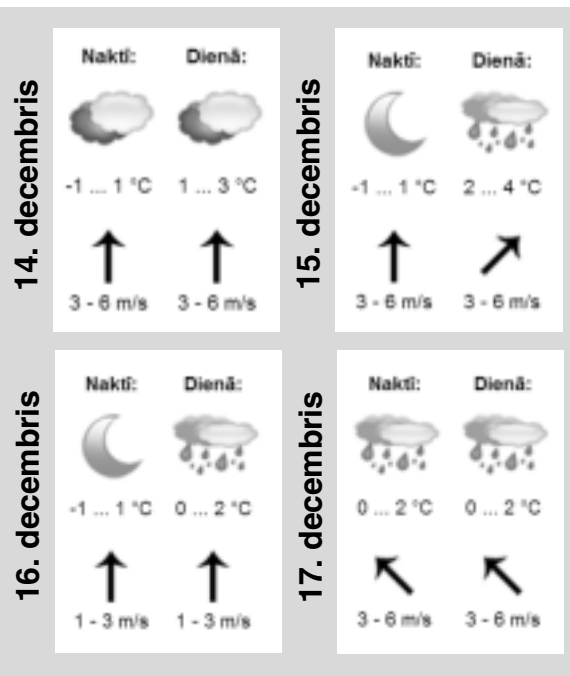 14. decembris
Naktī: Dienā:
-1 ... 1 °C 1 ... 3 °C
3 - 6 m/s 3 - 6 m/s
15. decembris
Naktī: Dienā:
-1 ... 1 °C 2 ... 4 °C
3 - 6 m/s 3 - 6 m/s
16. decembris
Naktī: Dienā:
-1 ... 1 °C 0 ... 2 °C
1 - 3 m/s 1 - 3 m/s
17. decembris
Naktī: Dienā:
0 ... 2 °C 0 ... 2 °C
3 - 6 m/s 3 - 6 m/s